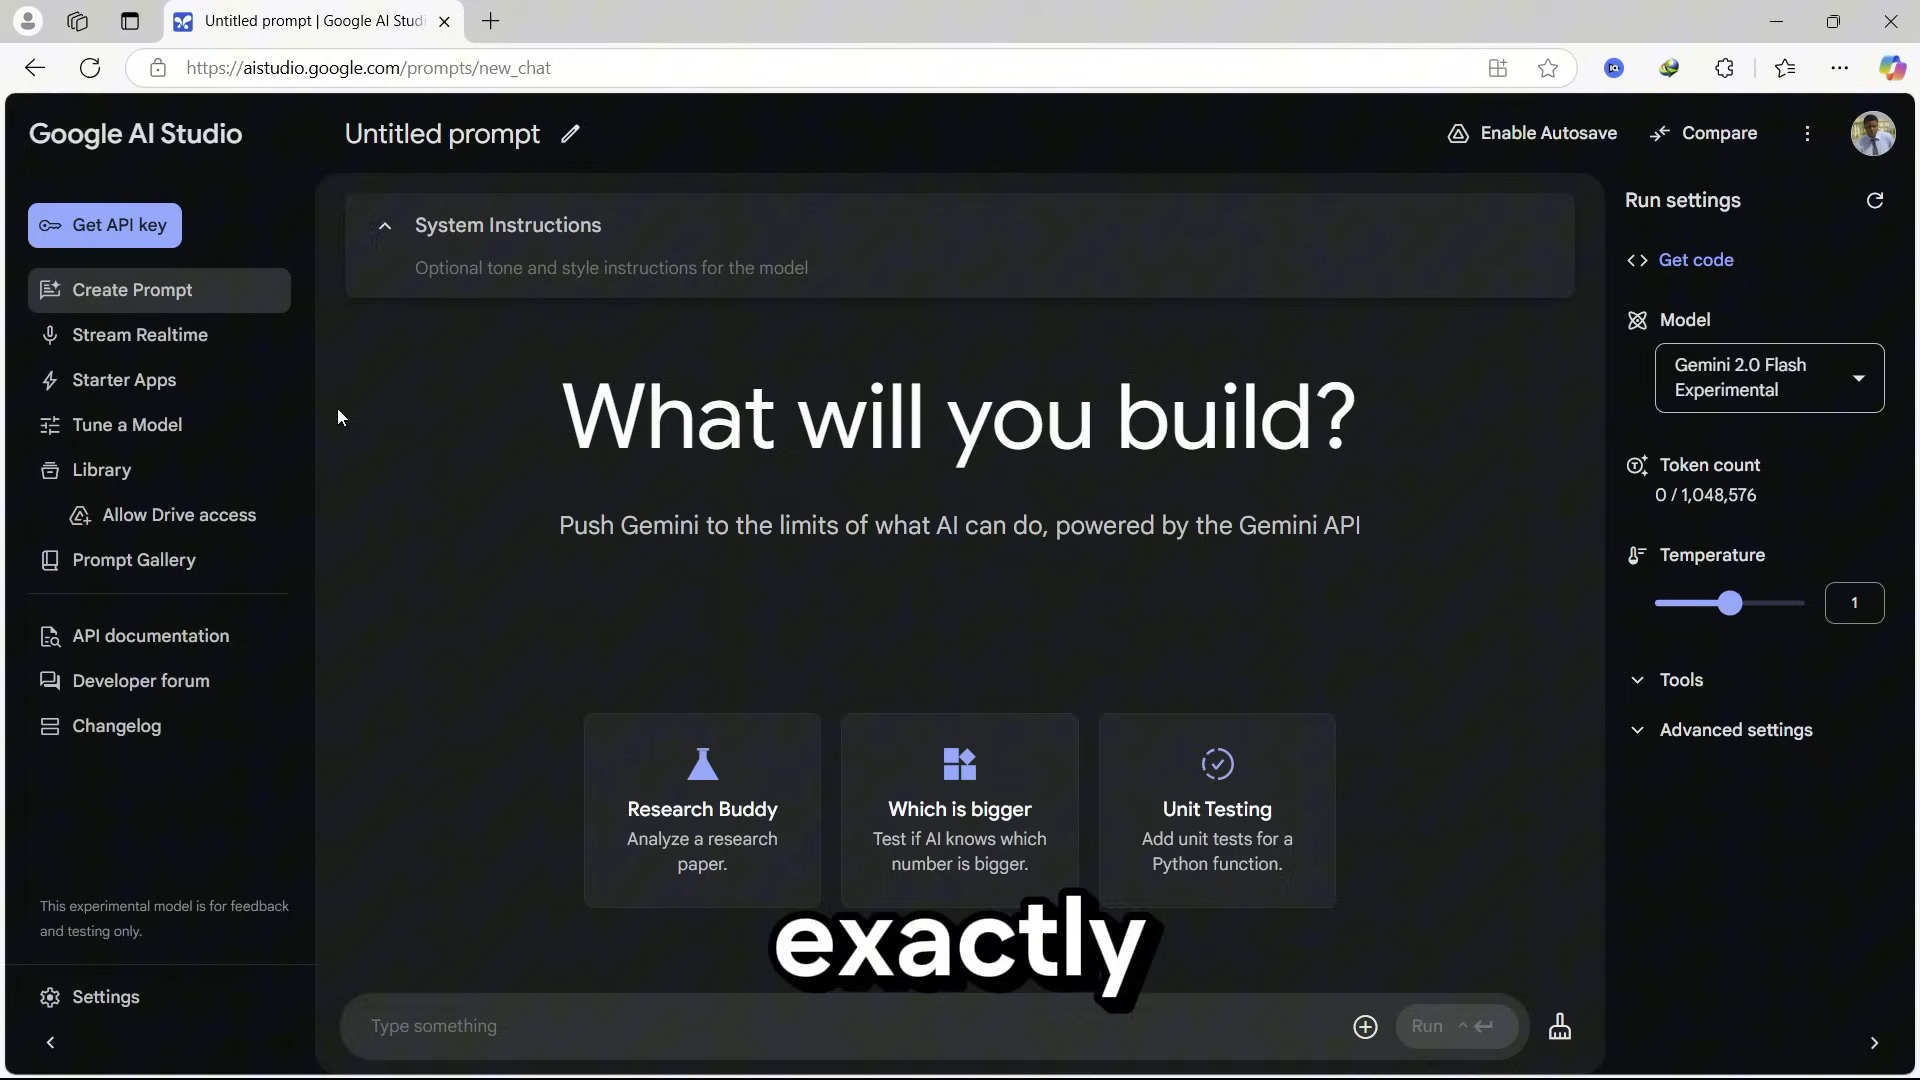 Untitled prompt | Google AI Studi
https://aistudio.google.com/prompts/new_chat
Google AI Studio
Untitled prompt
Enable Autosave
Compare
Get API key
Create Prompt
Stream Realtime
Starter Apps
Tune a Model
Library
Allow Drive access
Prompt Gallery
API documentation
Developer forum
Changelog
This experimental model is for feedback
and testing only.
Settings
System Instructions
Optional tone and style instructions for the model
What will you build?
Push Gemini to the limits of what AI can do, powered by the Gemini API
Research Buddy
Analyze a research
paper.
Which is bigger
Test if AI knows which
number is bigger.
Unit Testing
Add unit tests for a
Python function.
exactly
Type something
Run
Run settings
Get code
Model
Gemini 2.0 Flash
Experimental
Token count
0 / 1,048,576
Temperature
1
Tools
Advanced settings